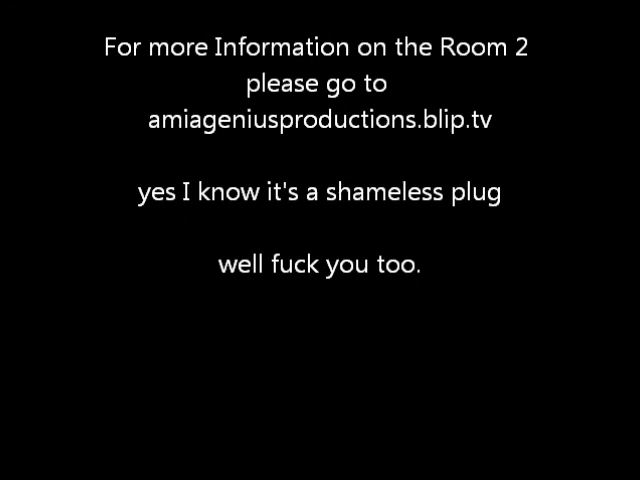 For more Information on the Room 2
please go to
amiageniusproductions.blip.tv
yes I know it's a shameless plug
well fuck you too.